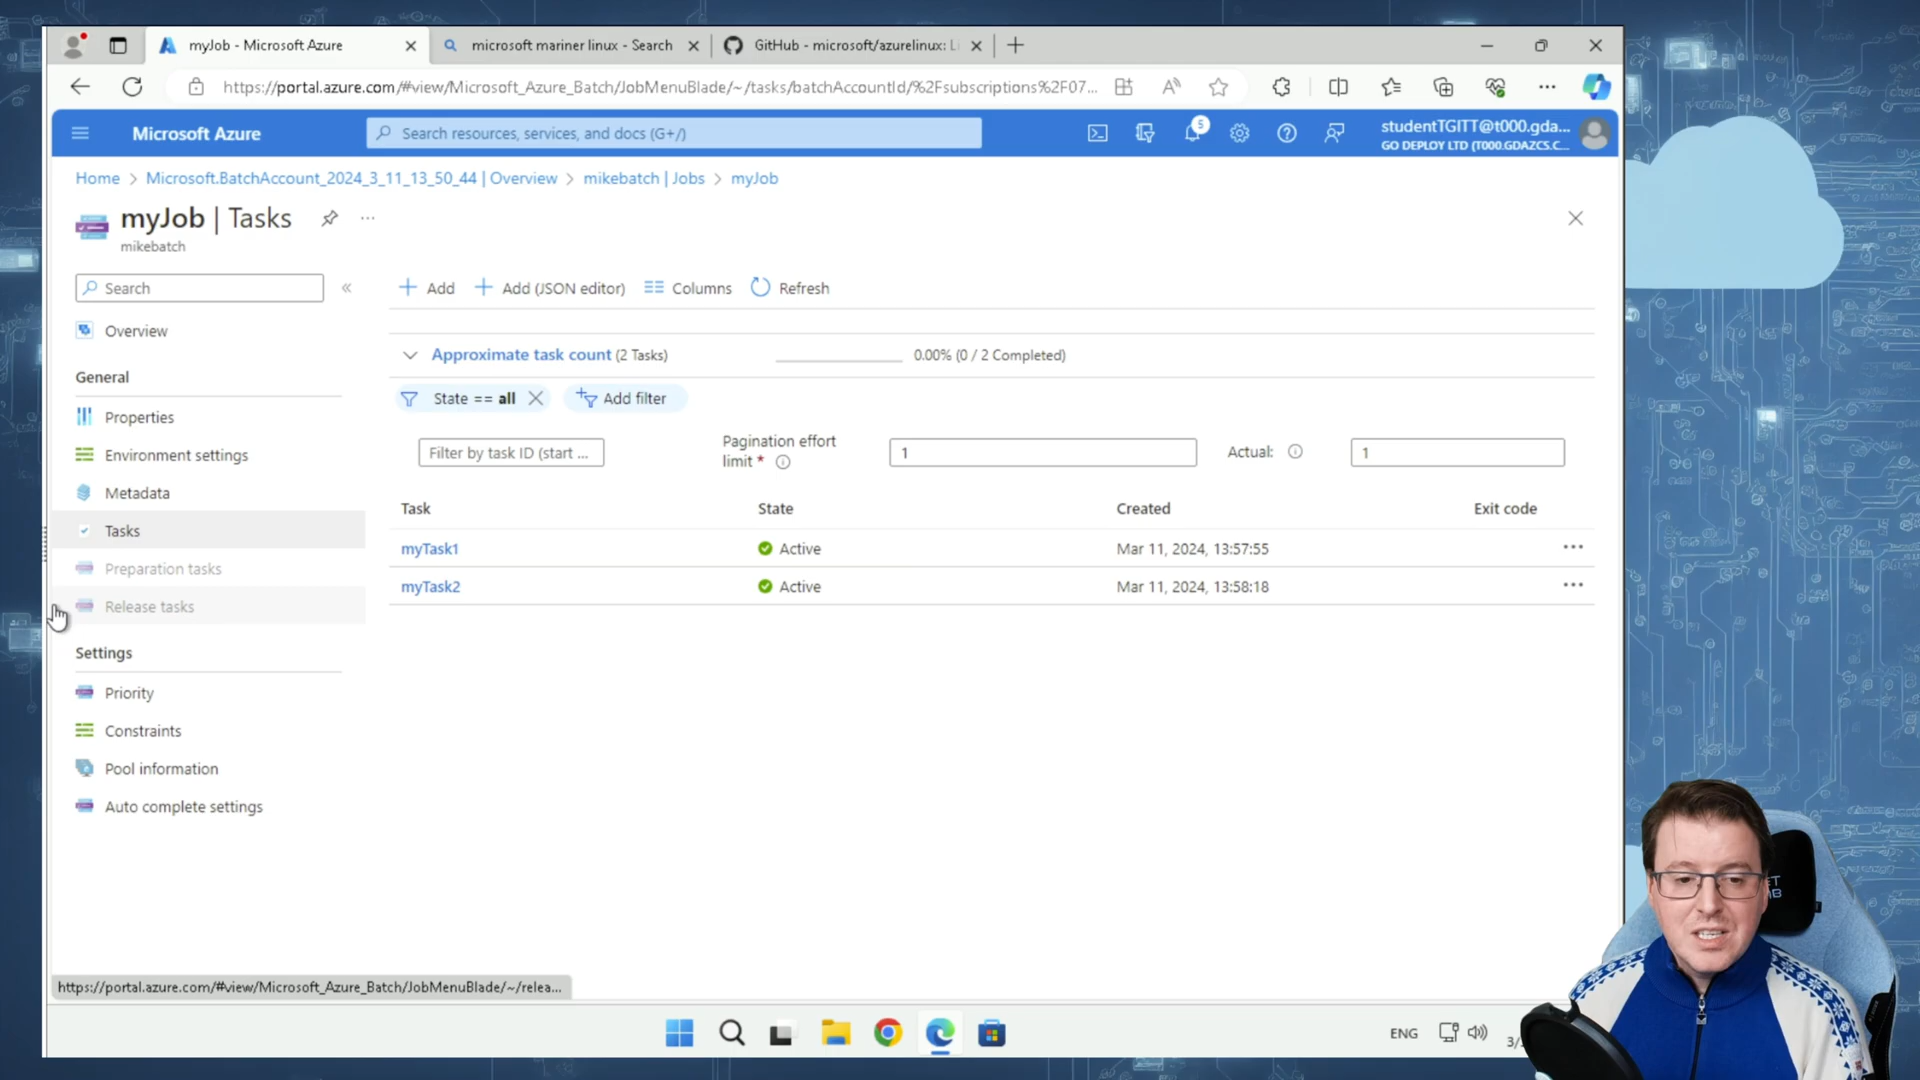 myJob - Microsoft Azure
microsoft mariner linux - Search
GitHub - microsoft/azurelinux: Li
https://portal.azure.com/#view/Microsoft_Azure_Batch/JobMenuBlade/~/tasks/batchAccountId/%2Fsubscriptions%2F07...
Microsoft Azure
Search resources, services, and docs (G+/)
5
studentTGITT@t000.gda...
GO DEPLOY LTD (T000.GDAZCS.C...
Home > Microsoft.BatchAccount_2024_3_11_13_50_44 | Overview > mikebatch | Jobs > myJob
myJob | Tasks
mikebatch
Search
Overview
General
Properties
Environment settings
Metadata
Tasks
Preparation tasks
Release tasks
Settings
Priority
Constraints
Pool information
Auto complete settings
Add
Add (JSON editor)
Columns
Refresh
Approximate task count (2 Tasks)
0.00% (0 / 2 Completed)
State == all
Add filter
Filter by task ID (start ...
Pagination effort
limit *
1
Actual:
1
Task State Created Exit code
myTask1 Active Mar 11, 2024, 13:57:55
myTask2 Active Mar 11, 2024, 13:58:18
https://portal.azure.com/#view/Microsoft_Azure_Batch/JobMenuBlade/~/relea...
ENG
3/